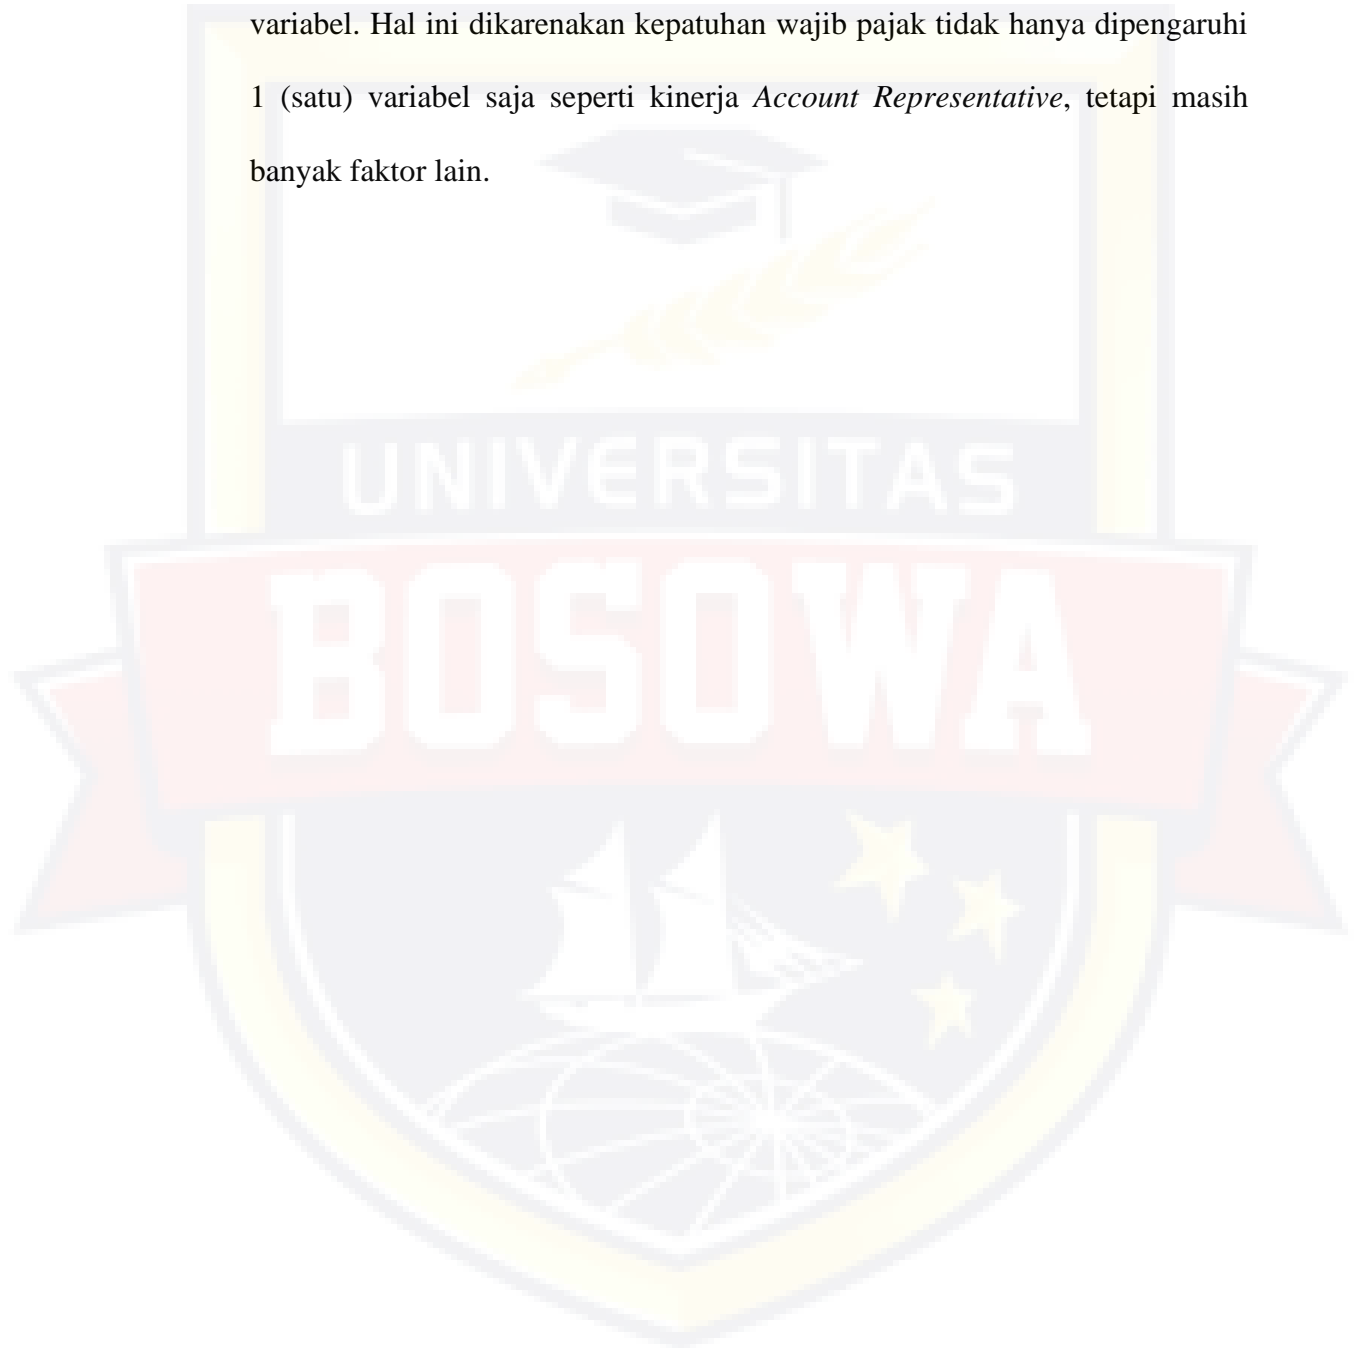 variabel. Hal ini dikarenakan kepatuhan wajib pajak tidak hanya dipengaruhi
1 (satu) variabel saja seperti kinerja Account Representative, tetapi masih
banyak faktor lain.
UNIVERSITAS
BOSOWA